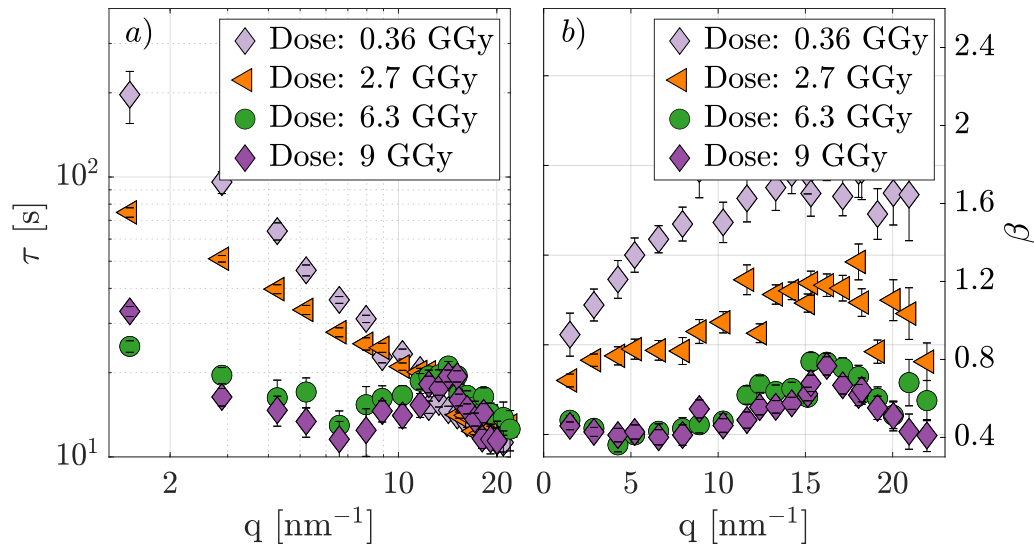 a)
Dose: 0.36 GGy
Dose: 2.7 GGy
Dose: 6.3 GGy
Dose: 9 GGy
10²
10¹
τ [s]
2
10
20
q [nm⁻¹]
b)
Dose: 0.36 GGy
Dose: 2.7 GGy
Dose: 6.3 GGy
Dose: 9 GGy
2.4
2
1.6
1.2
0.8
0.4
β
0
5
10
15
20
q [nm⁻¹]